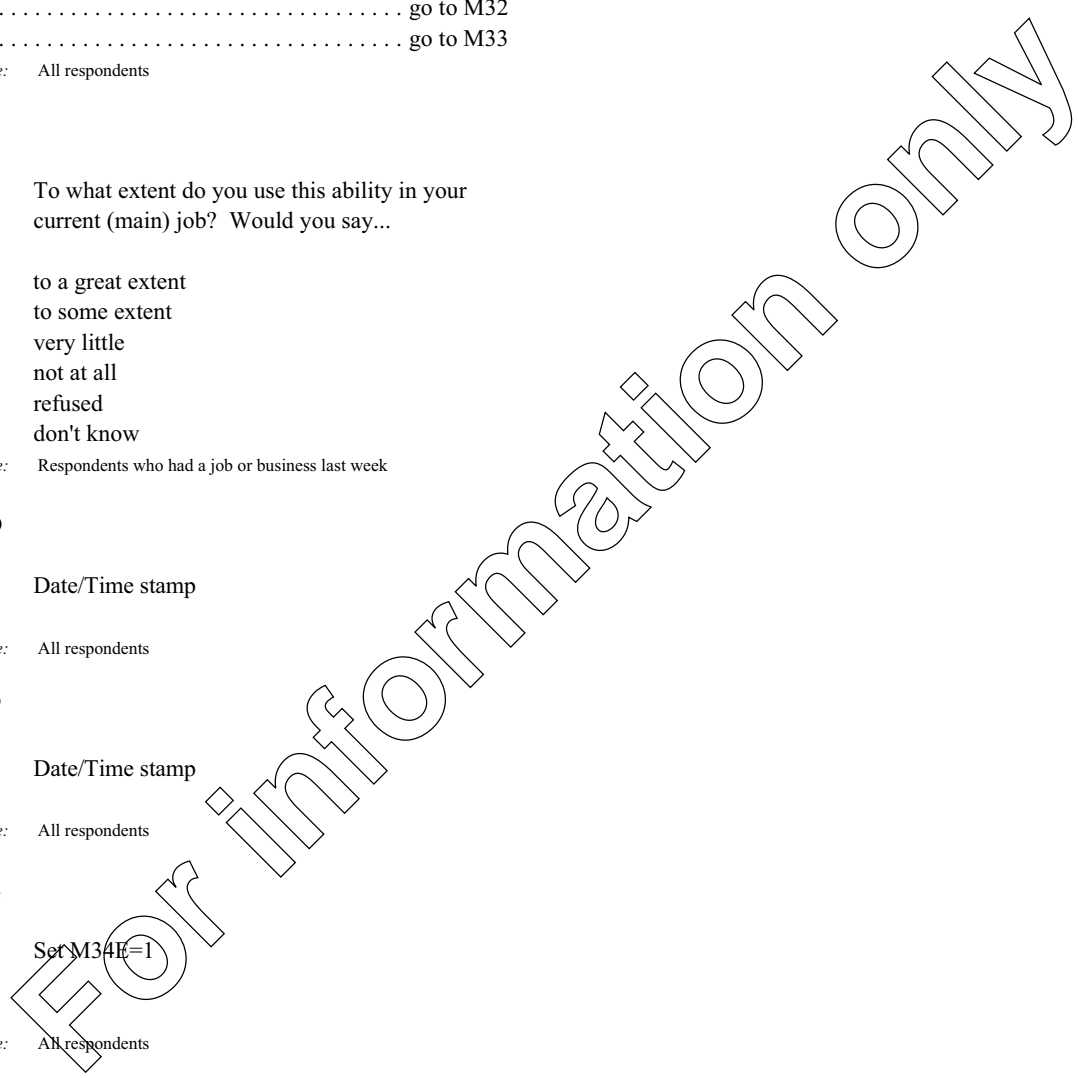 . . . . . . . . . . . . . . . . . . . . . . . . . . . . . . . . . . . go to M32
. . . . . . . . . . . . . . . . . . . . . . . . . . . . . . . . . . . go to M33
e: All respondents
To what extent do you use this ability in your
current (main) job? Would you say...
to a great extent
to some extent
very little
not at all
refused
don't know
e: Respondents who had a job or business last week
Date/Time stamp
e: All respondents
Date/Time stamp
e: All respondents
Set M34E=1
e: All respondents
For information only